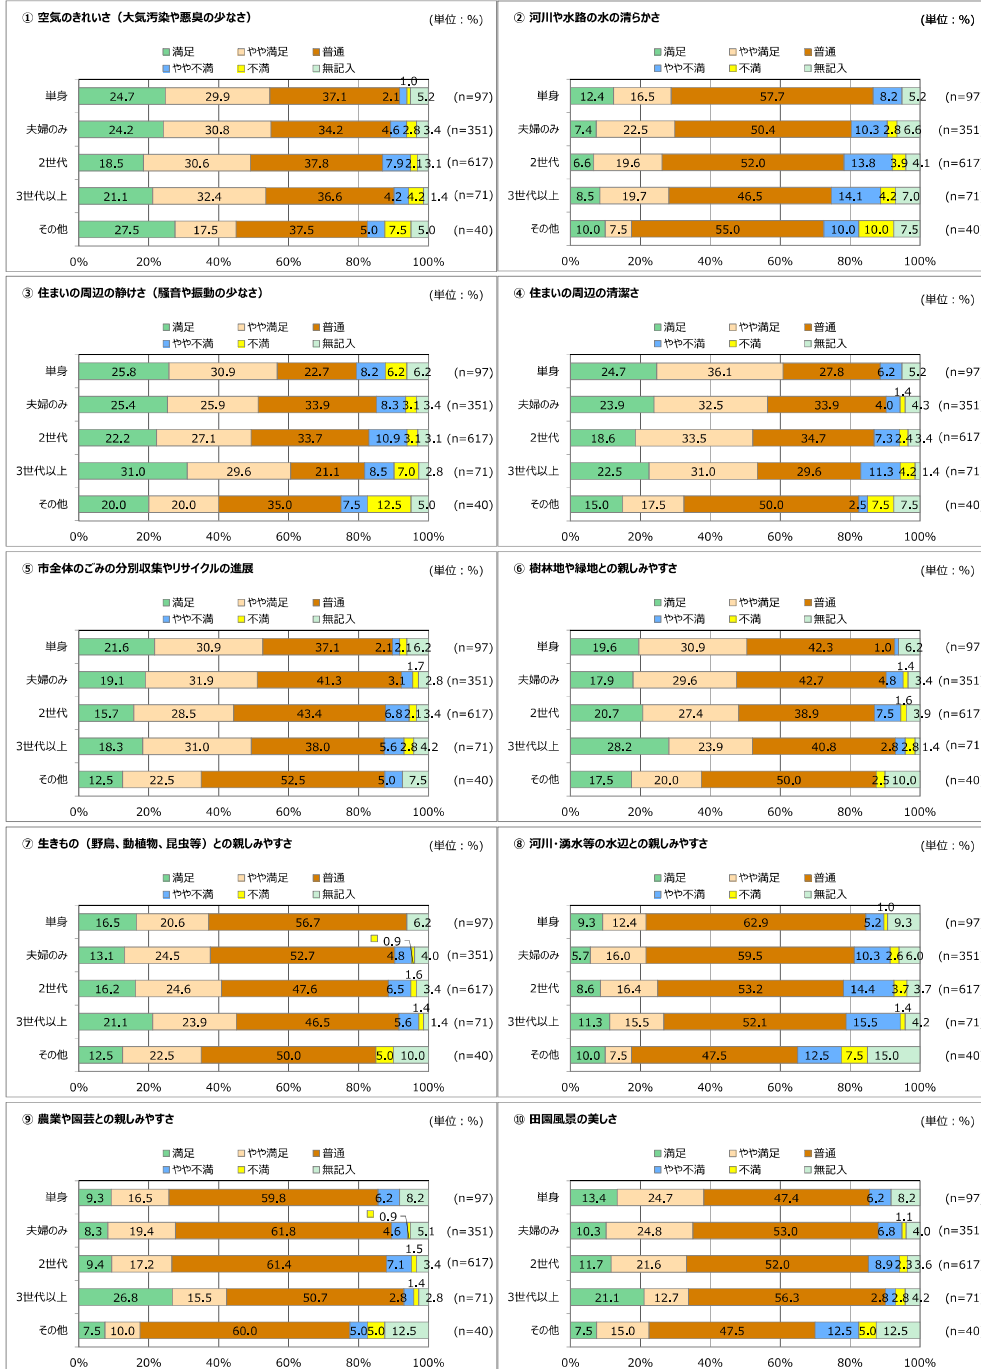 ① 空気のきれいさ（大気汚染や悪臭の少なさ） (単位：%)
満足 やや満足 普通
やや不満 不満 無記入
1.0
単身 24.7 29.9 37.1 2.1 5.2 (n=97)
夫婦のみ 24.2 30.8 34.2 4.6 2.8 3.4 (n=351)
2世代 18.5 30.6 37.8 7.9 2.1 3.1 (n=617)
3世代以上 21.1 32.4 36.6 4.2 4.2 1.4 (n=71)
その他 27.5 17.5 37.5 5.0 7.5 5.0 (n=40)
0% 20% 40% 60% 80% 100%
② 河川や水路の水の清らかさ (単位：%)
満足 やや満足 普通
やや不満 不満 無記入
単身 12.4 16.5 57.7 8.2 5.2 (n=97
夫婦のみ 7.4 22.5 50.4 10.3 2.8 6.6 (n=351
2世代 6.6 19.6 52.0 13.8 3.9 4.1 (n=617
3世代以上 8.5 19.7 46.5 14.1 4.2 7.0 (n=71
その他 10.0 7.5 55.0 10.0 10.0 7.5 (n=40
0% 20% 40% 60% 80% 100%
③ 住まいの周辺の静けさ（騒音や振動の少なさ） (単位：%)
満足 やや満足 普通
やや不満 不満 無記入
単身 25.8 30.9 22.7 8.2 6.2 6.2 (n=97)
夫婦のみ 25.4 25.9 33.9 8.3 3.1 3.4 (n=351)
2世代 22.2 27.1 33.7 10.9 3.1 3.1 (n=617)
3世代以上 31.0 29.6 21.1 8.5 7.0 2.8 (n=71)
その他 20.0 20.0 35.0 7.5 12.5 5.0 (n=40)
0% 20% 40% 60% 80% 100%
④ 住まいの周辺の清潔さ (単位：%)
満足 やや満足 普通
やや不満 不満 無記入
単身 24.7 36.1 27.8 6.2 5.2 (n=97
1.4
夫婦のみ 23.9 32.5 33.9 4.0 4.3 (n=351
2世代 18.6 33.5 34.7 7.3 2.4 3.4 (n=617
3世代以上 22.5 31.0 29.6 11.3 4.2 1.4 (n=71
その他 15.0 17.5 50.0 2.5 7.5 7.5 (n=40
0% 20% 40% 60% 80% 100%
⑤ 市全体のごみの分別収集やリサイクルの進展 (単位：%)
満足 やや満足 普通
やや不満 不満 無記入
単身 21.6 30.9 37.1 2.1 2.1 6.2 (n=97)
1.7
夫婦のみ 19.1 31.9 41.3 3.1 2.8 (n=351)
2世代 15.7 28.5 43.4 6.8 2.1 3.4 (n=617)
3世代以上 18.3 31.0 38.0 5.6 2.8 4.2 (n=71)
その他 12.5 22.5 52.5 5.0 7.5 (n=40)
0% 20% 40% 60% 80% 100%
⑥ 樹林地や緑地との親しみやすさ (単位：%)
満足 やや満足 普通
やや不満 不満 無記入
単身 19.6 30.9 42.3 1.0 6.2 (n=97
1.4
夫婦のみ 17.9 29.6 42.7 4.8 3.4 (n=351
1.6
2世代 20.7 27.4 38.9 7.5 3.9 (n=617
3世代以上 28.2 23.9 40.8 2.8 2.8 1.4 (n=71
その他 17.5 20.0 50.0 2.5 10.0 (n=40
0% 20% 40% 60% 80% 100%
⑦ 生きもの（野鳥、動植物、昆虫等）との親しみやすさ (単位：%)
満足 やや満足 普通
やや不満 不満 無記入
単身 16.5 20.6 56.7 6.2 (n=97)
0.9
夫婦のみ 13.1 24.5 52.7 4.8 4.0 (n=351)
1.6
2世代 16.2 24.6 47.6 6.5 3.4 (n=617)
1.4
3世代以上 21.1 23.9 46.5 5.6 1.4 (n=71)
その他 12.5 22.5 50.0 5.0 10.0 (n=40)
0% 20% 40% 60% 80% 100%
⑧ 河川・湧水等の水辺との親しみやすさ (単位：%)
満足 やや満足 普通
やや不満 不満 無記入
1.0
単身 9.3 12.4 62.9 5.2 9.3 (n=97
夫婦のみ 5.7 16.0 59.5 10.3 2.6 6.0 (n=351
2世代 8.6 16.4 53.2 14.4 3.7 3.7 (n=617
1.4
3世代以上 11.3 15.5 52.1 15.5 4.2 (n=71
その他 10.0 7.5 47.5 12.5 7.5 15.0 (n=40
0% 20% 40% 60% 80% 100%
⑨ 農業や園芸との親しみやすさ (単位：%)
満足 やや満足 普通
やや不満 不満 無記入
単身 9.3 16.5 59.8 6.2 8.2 (n=97)
0.9
夫婦のみ 8.3 19.4 61.8 4.6 5.1 (n=351)
1.5
2世代 9.4 17.2 61.4 7.1 3.4 (n=617)
1.4
3世代以上 26.8 15.5 50.7 2.8 2.8 (n=71)
その他 7.5 10.0 60.0 5.0 5.0 12.5 (n=40)
0% 20% 40% 60% 80% 100%
⑩ 田園風景の美しさ (単位：%)
満足 やや満足 普通
やや不満 不満 無記入
単身 13.4 24.7 47.4 6.2 8.2 (n=97
1.1
夫婦のみ 10.3 24.8 53.0 6.8 4.0 (n=351
2世代 11.7 21.6 52.0 8.9 2.3 3.6 (n=617
3世代以上 21.1 12.7 56.3 2.8 2.8 4.2 (n=71
その他 7.5 15.0 47.5 12.5 5.0 12.5 (n=40
0% 20% 40% 60% 80% 100%